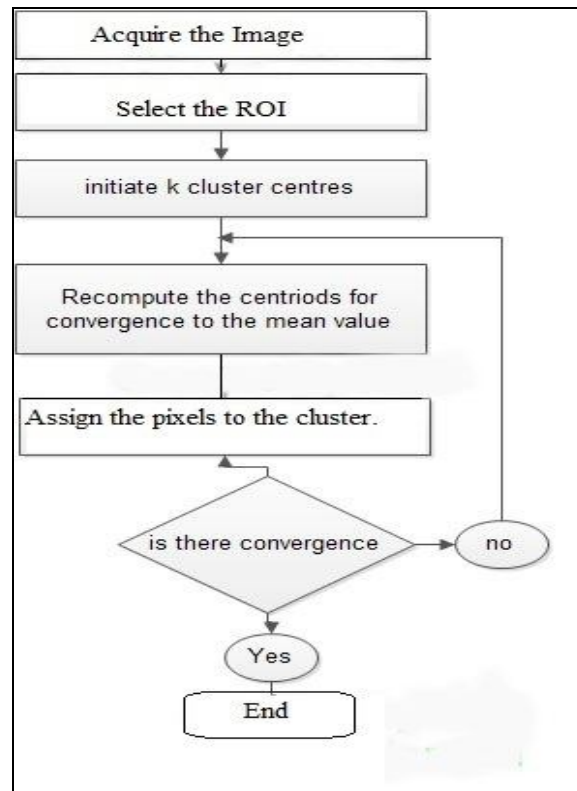 Acquire the Image
Select the ROI
initiate k cluster centres
Recompute the centriods for
convergence to the mean value
Assign the pixels to the cluster.
is there convergence
no
Yes
End